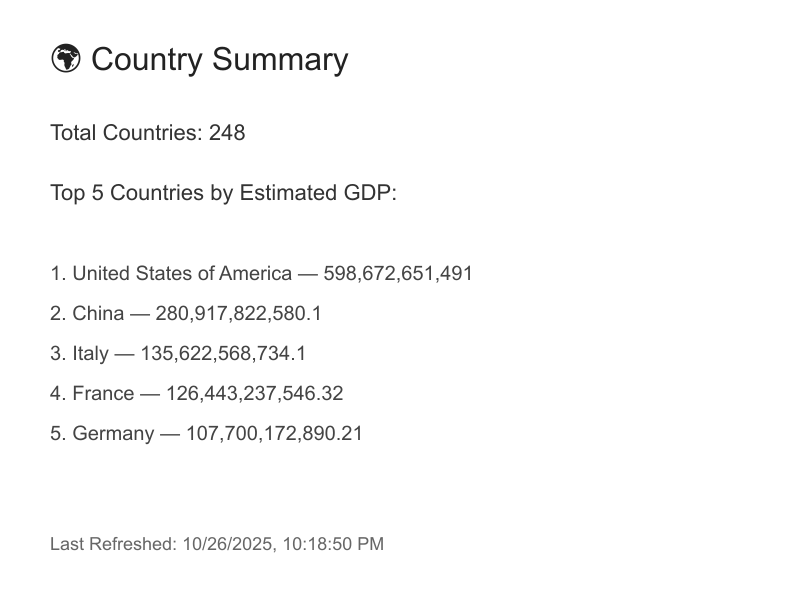 🌍 Country Summary
Total Countries: 248
Top 5 Countries by Estimated GDP:
1. United States of America — 598,672,651,491
2. China — 280,917,822,580.1
3. Italy — 135,622,568,734.1
4. France — 126,443,237,546.32
5. Germany — 107,700,172,890.21
Last Refreshed: 10/26/2025, 10:18:50 PM